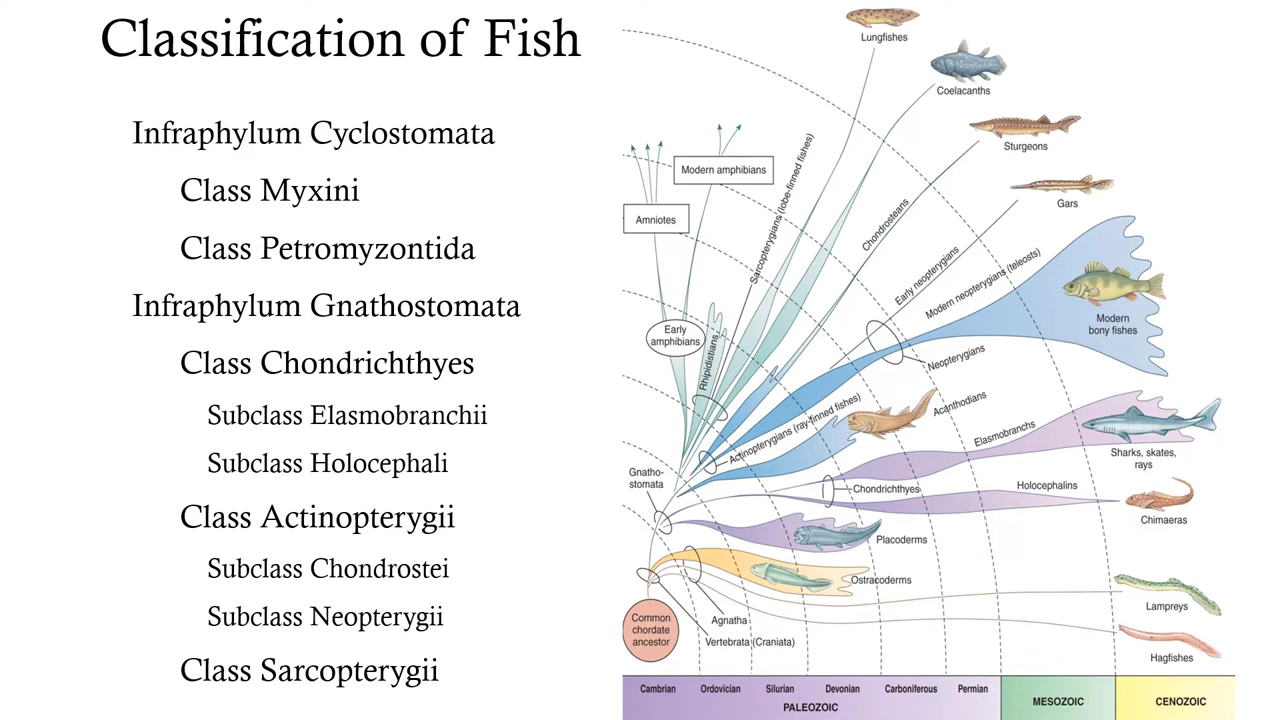 Classification of Fish
Infraphylum Cyclostomata
Class Myxini
Class Petromyzontida
Infraphylum Gnathostomata
Class Chondrichthyes
Subclass Elasmobranchii
Subclass Holocephali
Class Actinopterygii
Subclass Chondrostei
Subclass Neopterygii
Class Sarcopterygii
Lungfishes
Coelacanths
Sturgeons
Gars
Modern amphibians
Amniotes
Early
amphibians
Rhipidistians
Sarcopterygians (lobe-finned fishes)
Chondrosteans
Early neopterygians
Modern neopterygians (teleosts)
Modern
bony fishes
Neopterygians
Actinopterygians (ray-finned fishes)
Acanthodians
Elasmobranchs
Sharks, skates,
rays
Gnatho-
stomata
Chondrichthyes
Holocephalins
Chimaeras
Placoderms
Ostracoderms
Lampreys
Common
chordate
ancestor
Agnatha
Vertebrata (Craniata)
Hagfishes
Cambrian
Ordovician
Silurian
Devonian
Carboniferous
Permian
PALEOZOIC
MESOZOIC
CENOZOIC